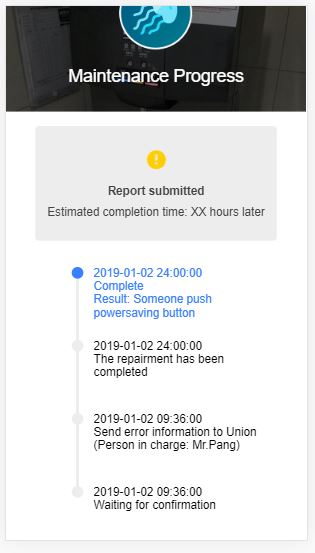 Maintenance Progress
Report submitted
Estimated completion time: XX hours later
2019-01-02 24:00:00
Complete
Result: Someone push
powersaving button
2019-01-02 24:00:00
The repairment has been
completed
2019-01-02 09:36:00
Send error information to Union
(Person in charge: Mr.Pang)
2019-01-02 09:36:00
Waiting for confirmation